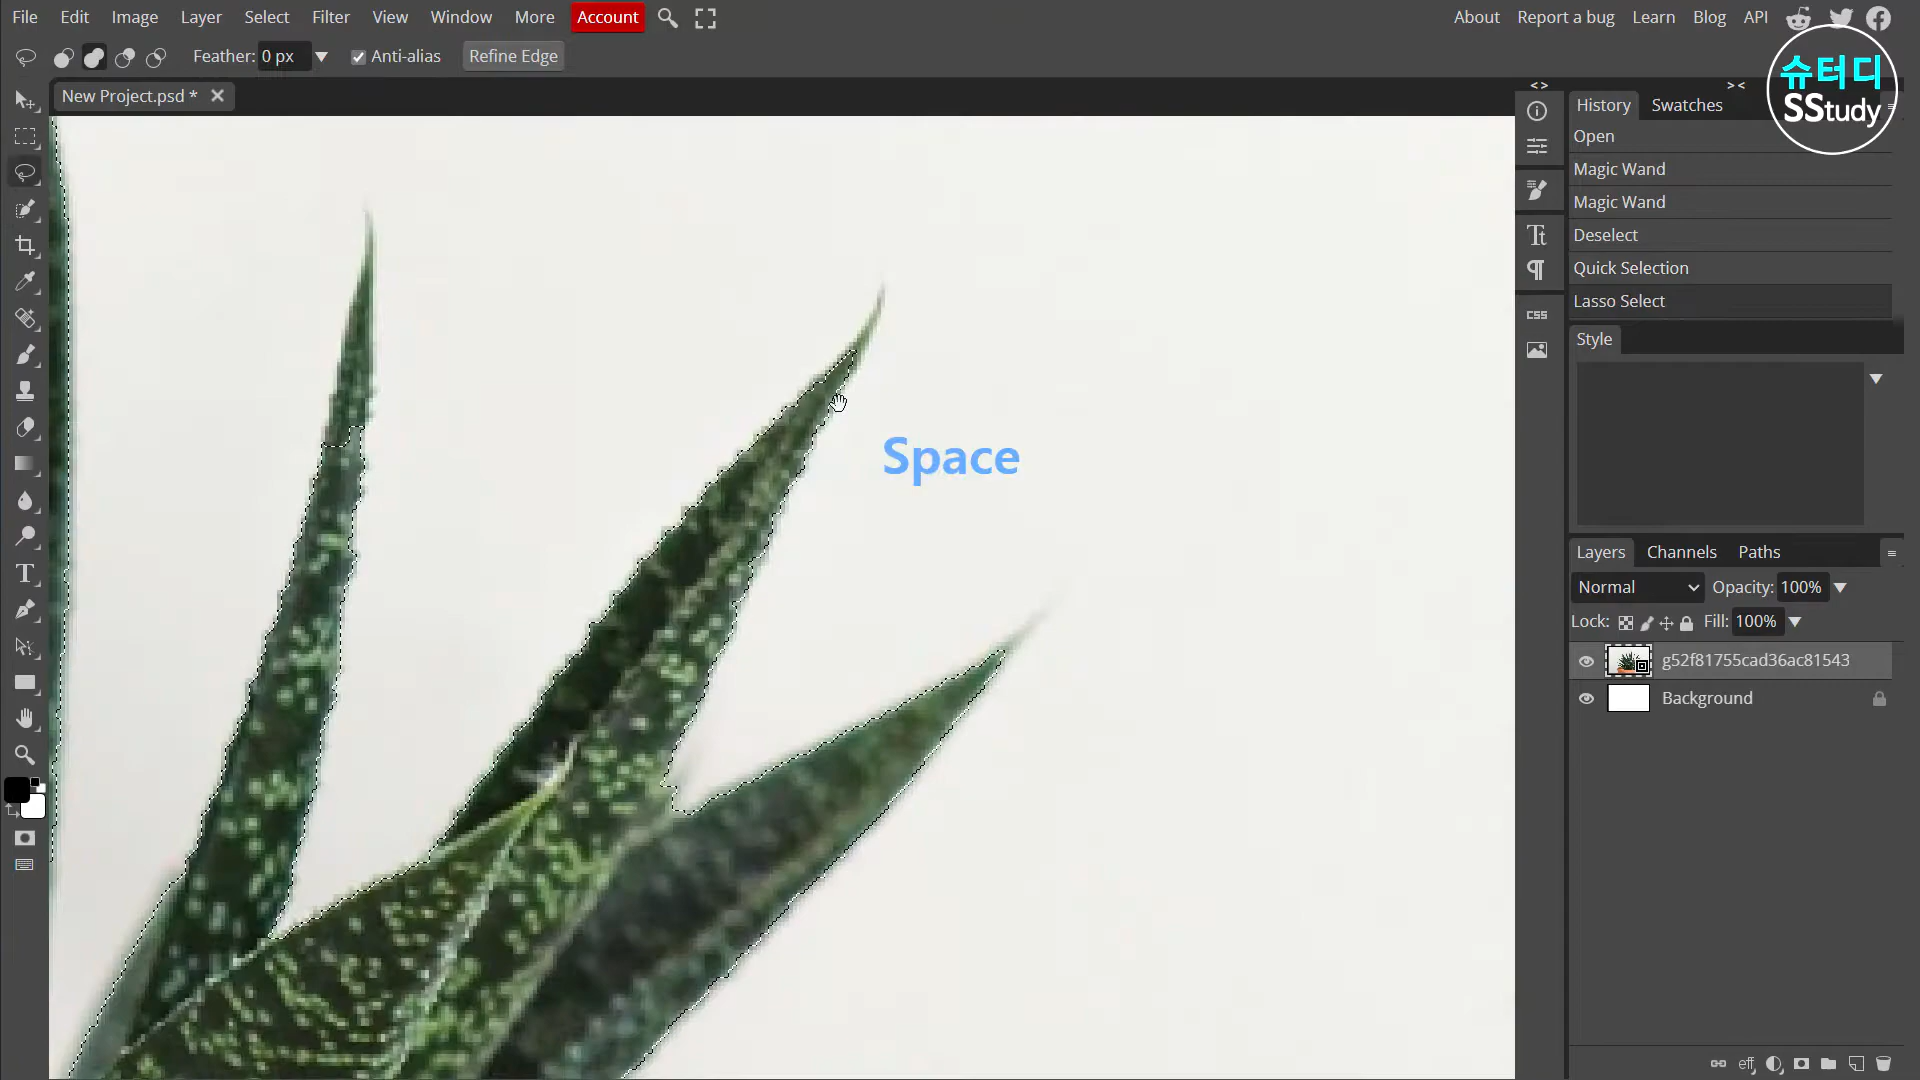 File Edit Image Layer Select Filter View Window More Account
About Report a bug Learn Blog API
Feather: 0 px Anti-alias Refine Edge
슈터디
SStudy
New Project.psd *
< >
> <
History Swatches
Open
Magic Wand
Magic Wand
Deselect
Quick Selection
Lasso Select
CSS
Style
Space
Layers Channels Paths
Normal Opacity: 100%
Lock: Fill: 100%
g52f81755cad36ac81543
Background
eff